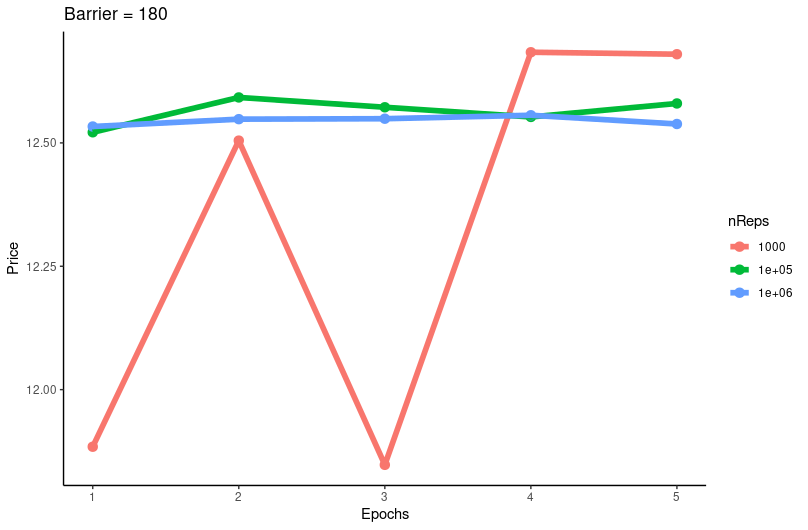 Barrier = 180
Price
12.50
12.25
12.00
1 2 3 4 5
Epochs
nReps
1000
1e+05
1e+06